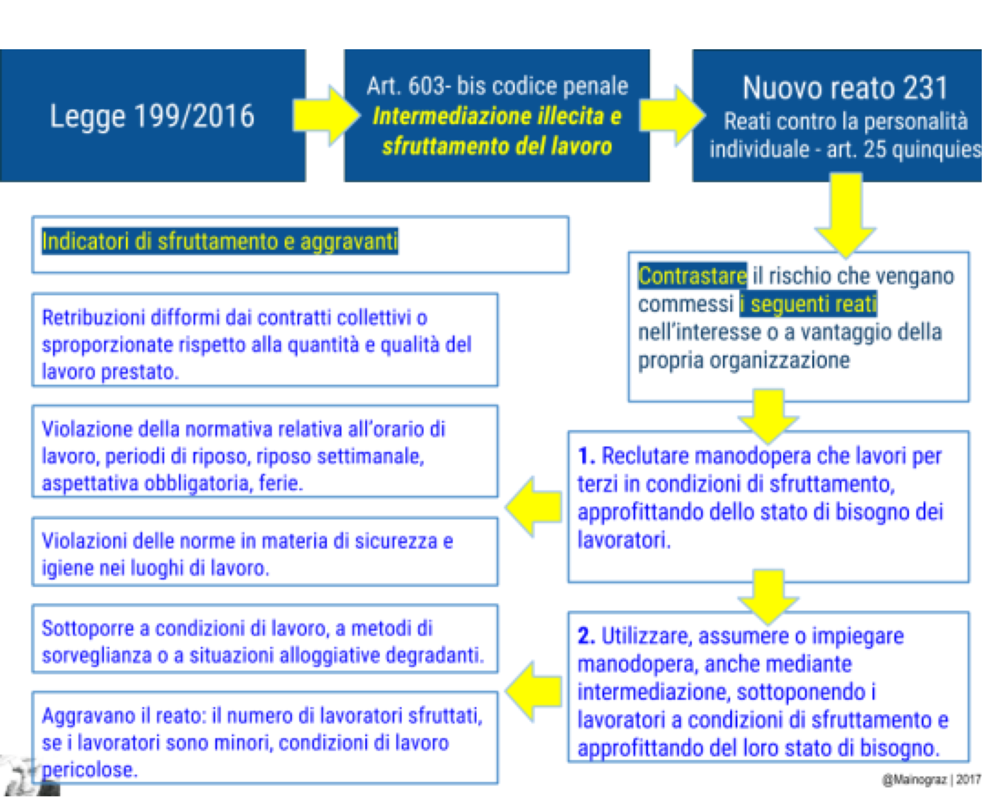 Legge 199/2016
Art. 603- bis codice penale
Intermediazione illecita e
sfruttamento del lavoro
Nuovo reato 231
Reati contro la personalità
individuale - art. 25 quinquies
Contrastare il rischio che vengano
commessi i seguenti reati
nell'interesse o a vantaggio della
propria organizzazione
1. Reclutare manodopera che lavori per
terzi in condizioni di sfruttamento,
approfittando dello stato di bisogno dei
lavoratori.
2. Utilizzare, assumere o impiegare
manodopera, anche mediante
intermediazione, sottoponendo i
lavoratori a condizioni di sfruttamento e
approfittando del loro stato di bisogno.
Indicatori di sfruttamento e aggravanti
Retribuzioni difformi dai contratti collettivi o
sproporzionate rispetto alla quantità e qualità del
lavoro prestato.
Violazione della normativa relativa all'orario di
lavoro, periodi di riposo, riposo settimanale,
aspettativa obbligatoria, ferie.
Violazioni delle norme in materia di sicurezza e
igiene nei luoghi di lavoro.
Sottoporre a condizioni di lavoro, a metodi di
sorveglianza o a situazioni alloggiative degradanti.
Aggravano il reato: il numero di lavoratori sfruttati,
se i lavoratori sono minori, condizioni di lavoro
pericolose.
@Mainograz | 2017